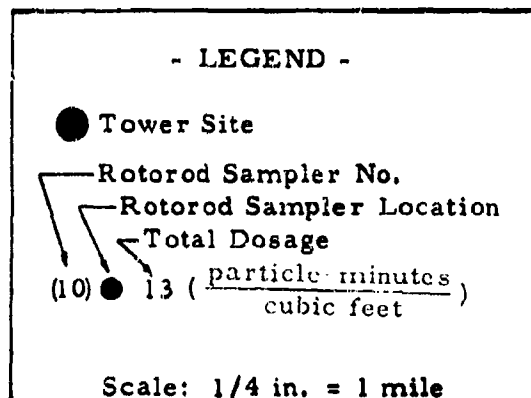 - LEGEND -
Tower Site
Rotorod Sampler No.
Rotorod Sampler Location
Total Dosage
(10) 13 ( particle-minutes
cubic feet )
Scale: 1/4 in. = 1 mile